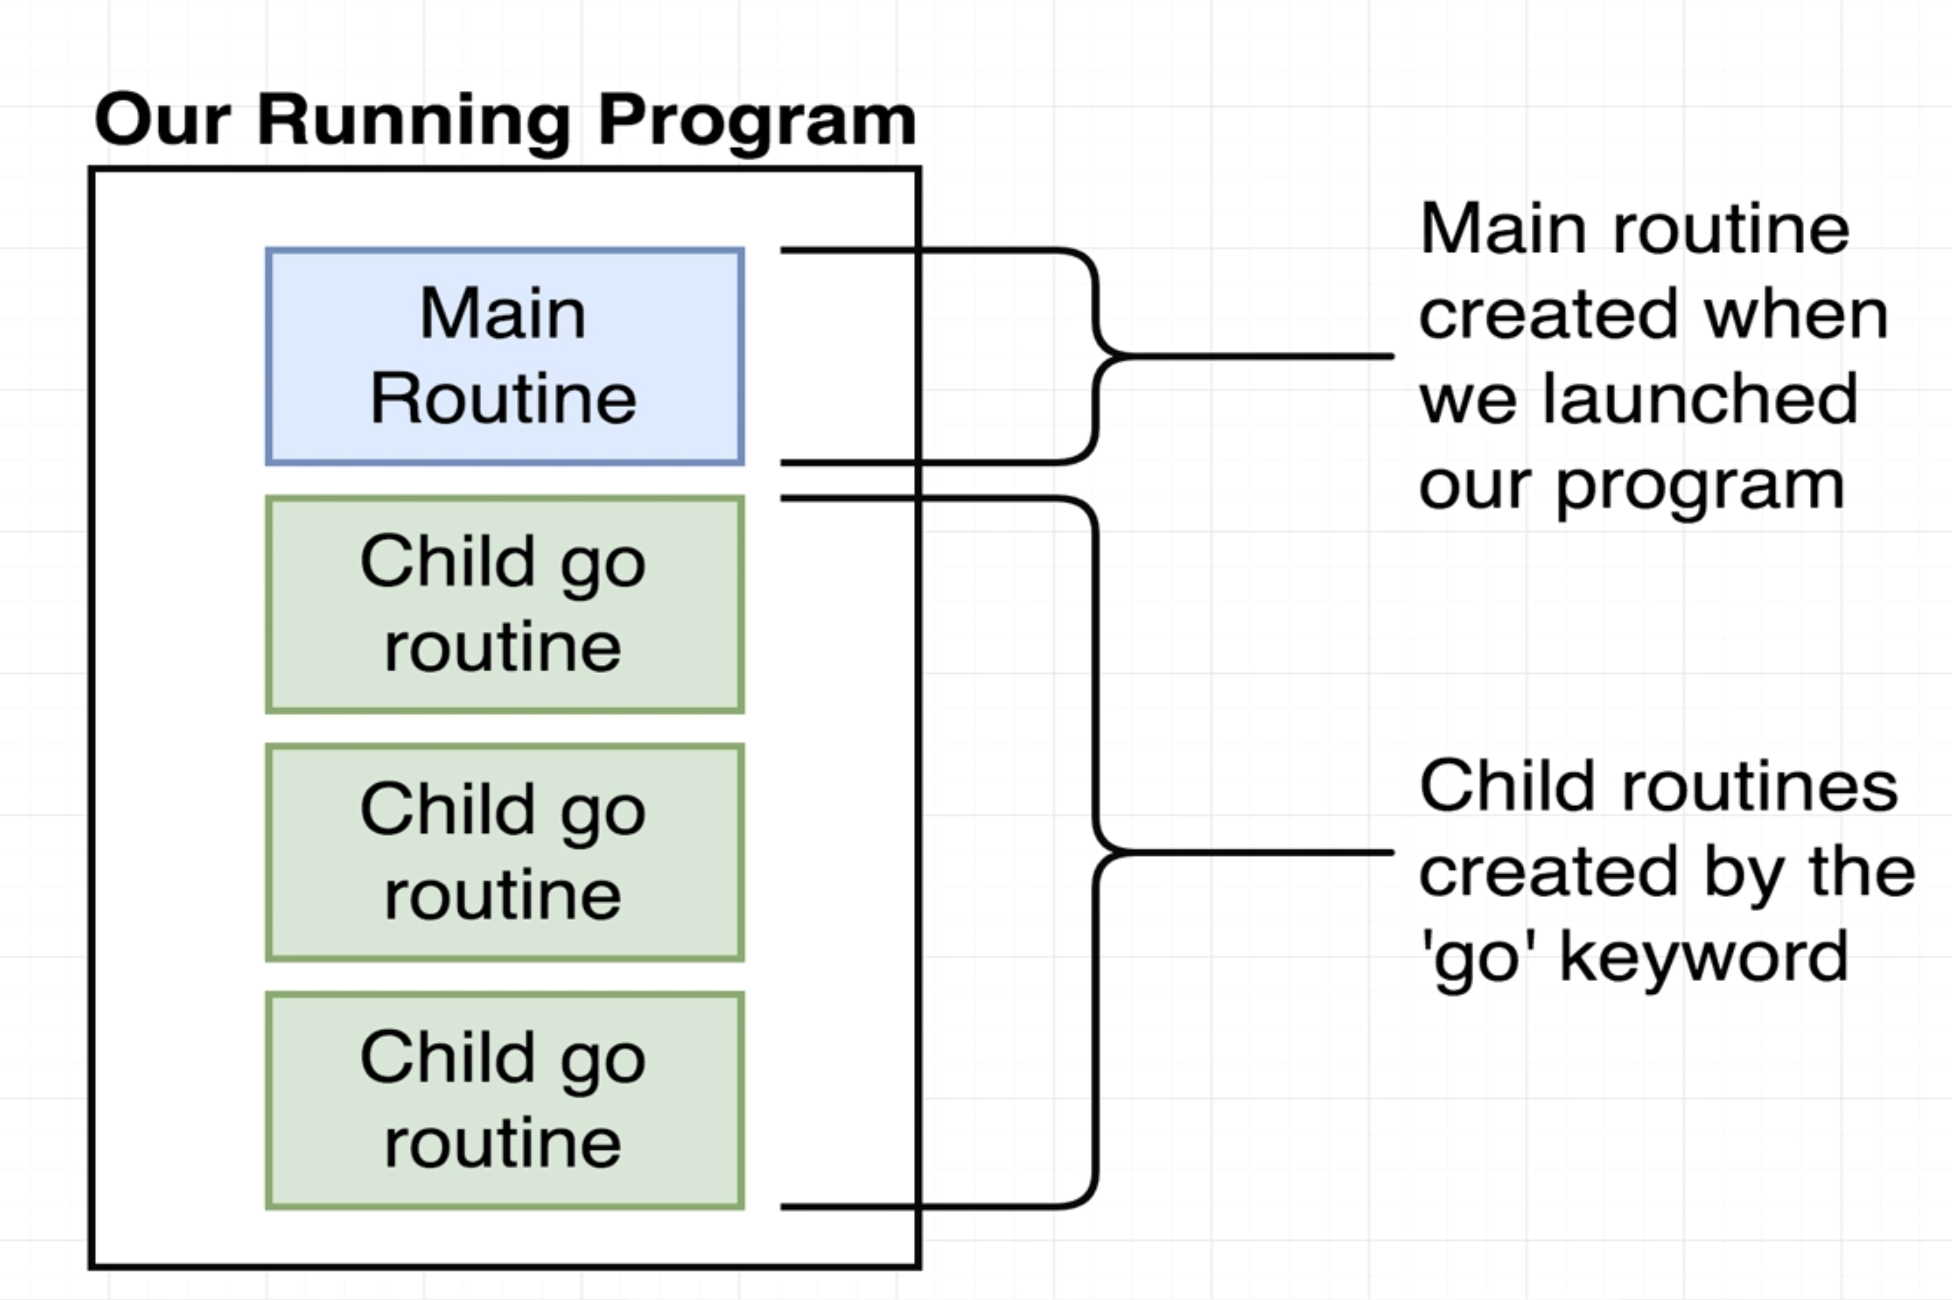 Our Running Program
Main
Routine
Child go
routine
Child go
routine
Child go
routine
Main routine
created when
we launched
our program
Child routines
created by the
'go' keyword